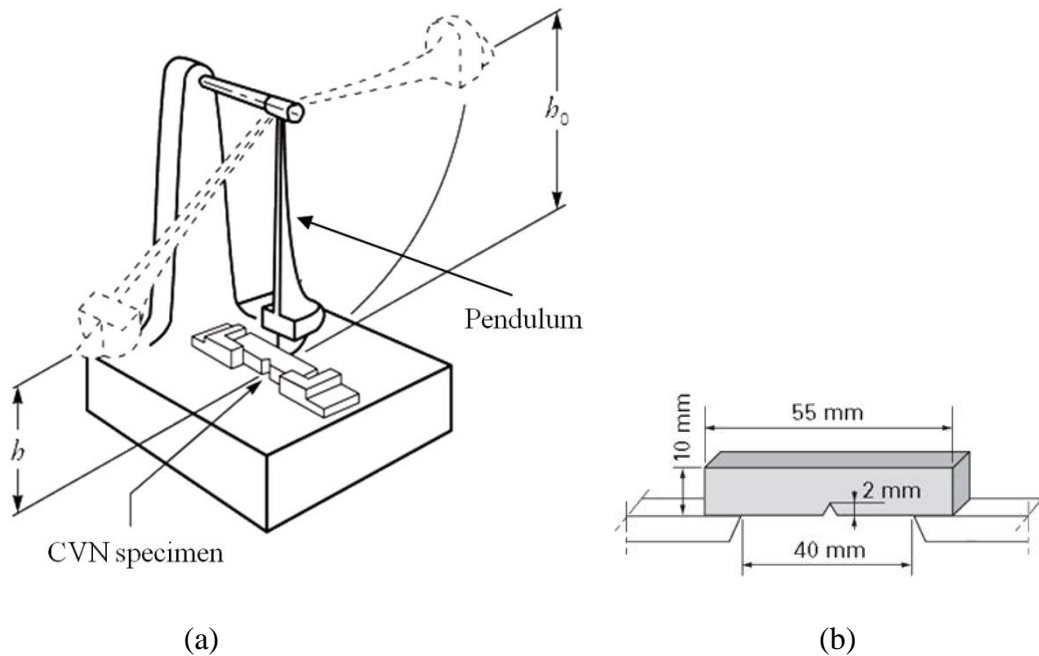 h₀
Pendulum
h
CVN specimen
55 mm
10 mm
2 mm
40 mm
(a)
(b)